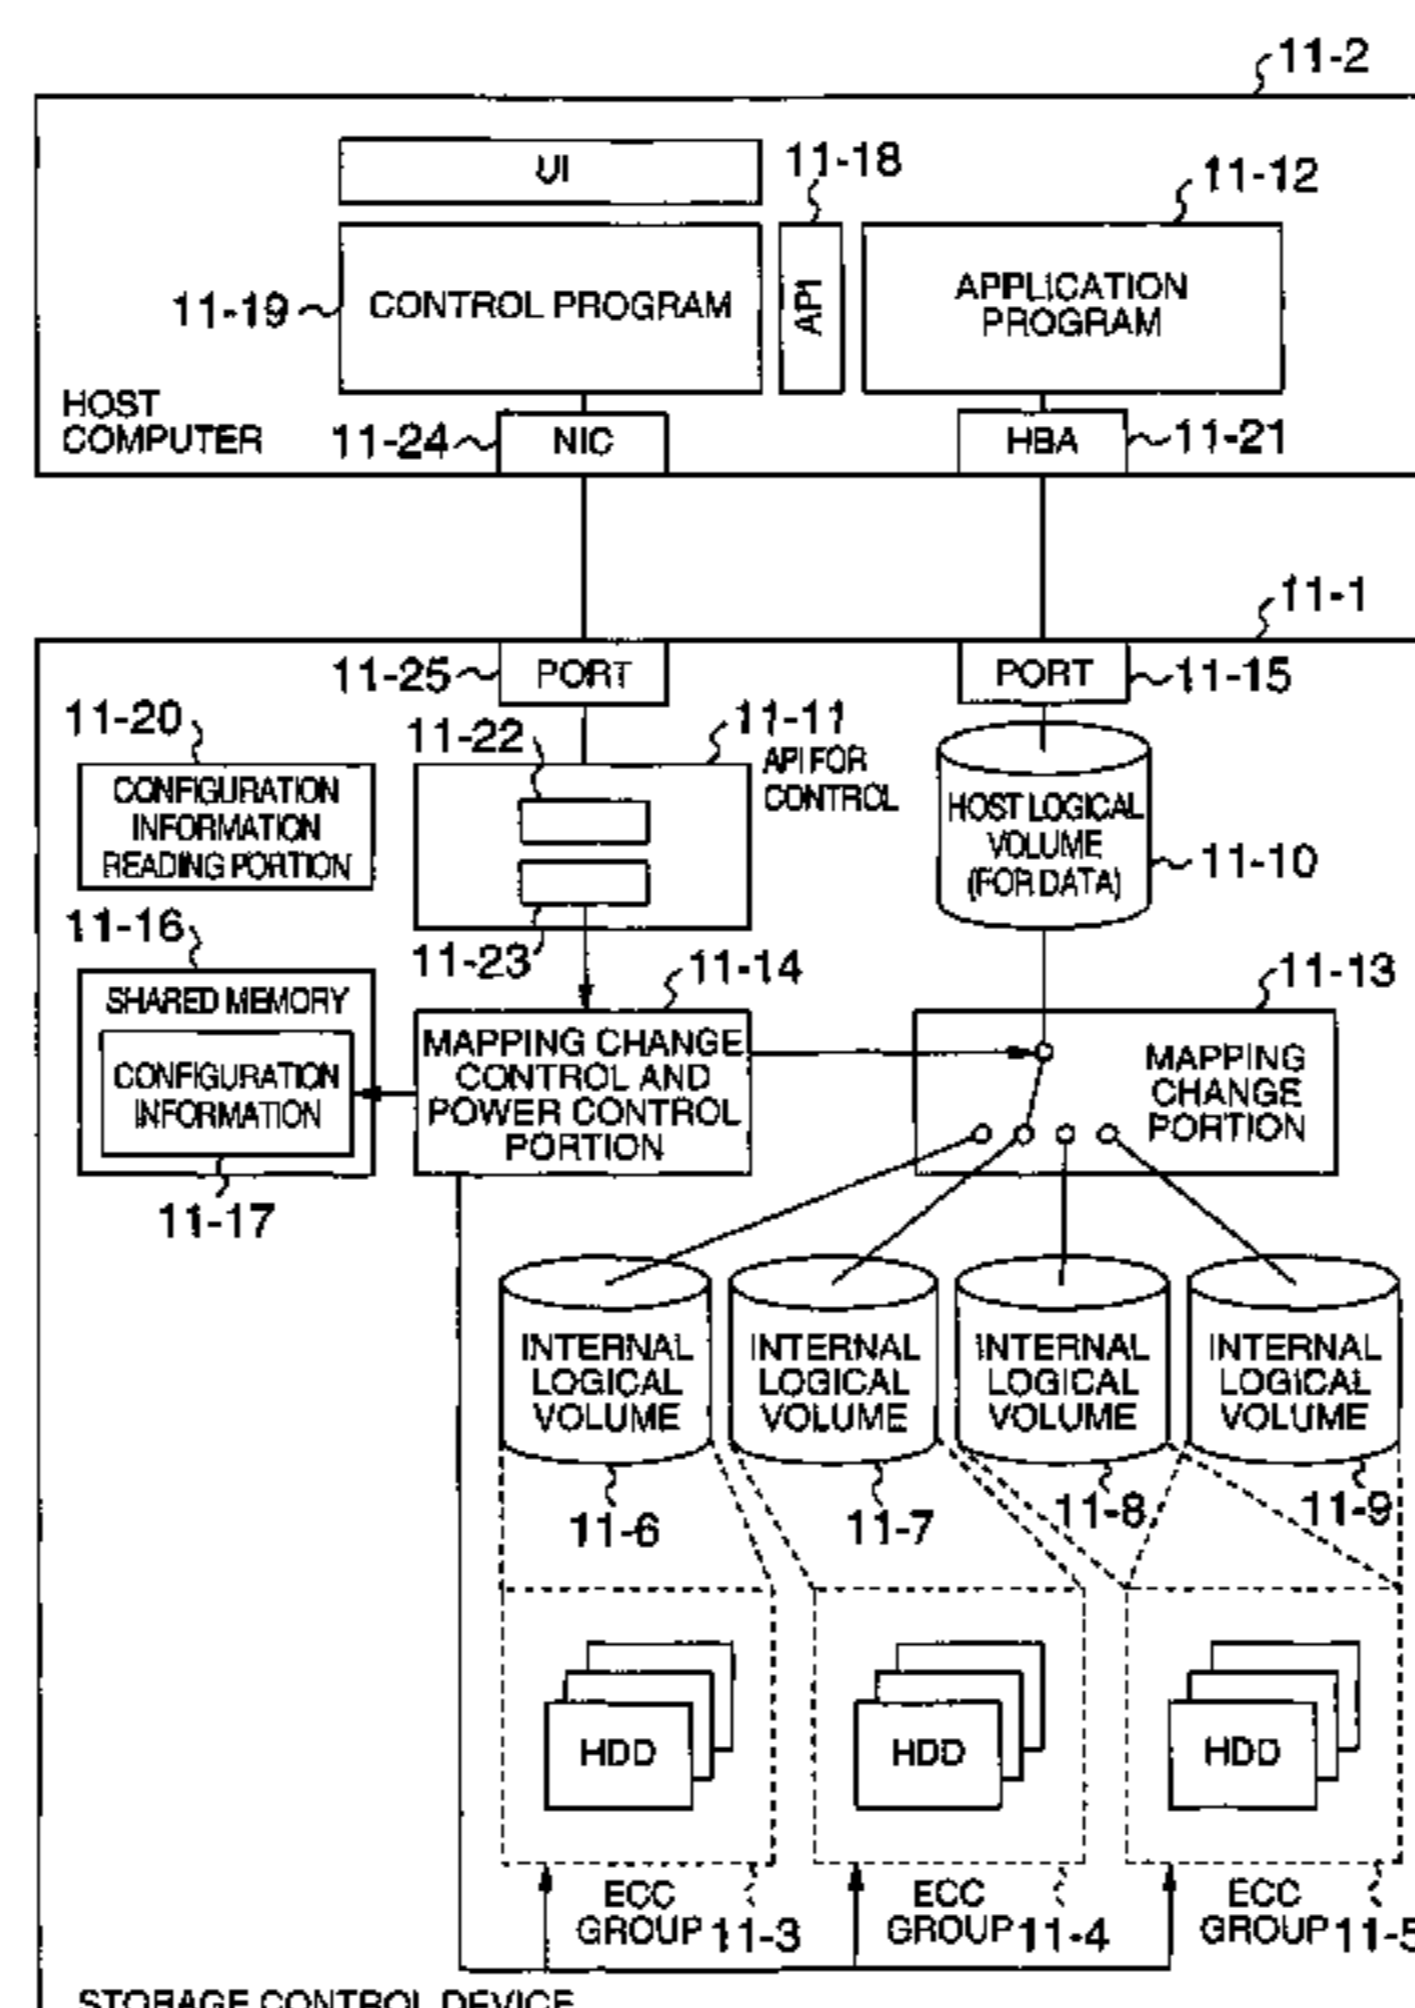 11-2
UI
11-18
11-12
11-19
CONTROL PROGRAM
API
APPLICATION
PROGRAM
HOST
COMPUTER
11-24
NIC
HBA
11-21
11-1
11-25
PORT
PORT
11-15
11-20
11-22
11-11
API FOR
CONTROL
CONFIGURATION
INFORMATION
READING PORTION
HOST LOGICAL
VOLUME
(FOR DATA)
11-10
11-16
11-23
11-14
11-13
SHARED MEMORY
CONFIGURATION
INFORMATION
MAPPING CHANGE
CONTROL AND
POWER CONTROL
PORTION
MAPPING
CHANGE
PORTION
11-17
INTERNAL
LOGICAL
VOLUME
INTERNAL
LOGICAL
VOLUME
INTERNAL
LOGICAL
VOLUME
INTERNAL
LOGICAL
VOLUME
11-6
11-7
11-8
11-9
HDD
HDD
HDD
ECC
GROUP 11-3
ECC
GROUP 11-4
ECC
GROUP 11-5
STORAGE CONTROL DEVICE